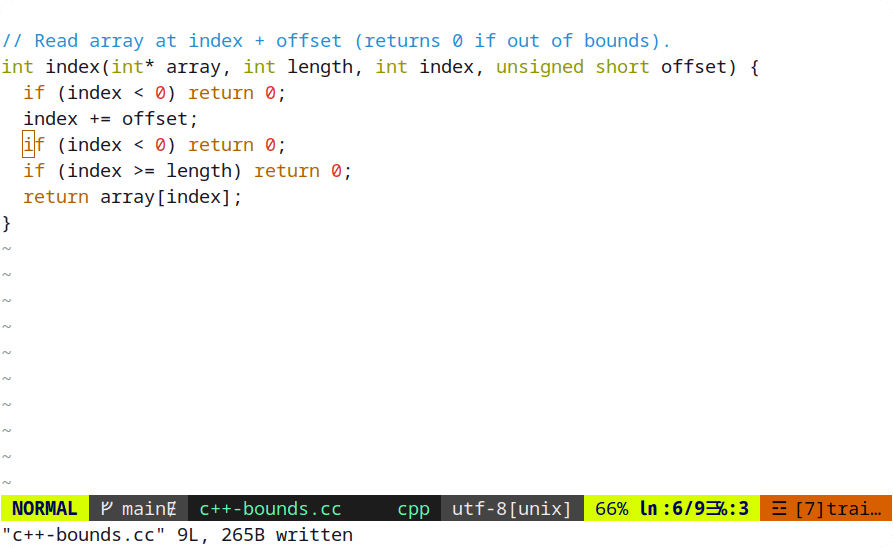 // Read array at index + offset (returns 0 if out of bounds).
int index(int* array, int length, int index, unsigned short offset) {
  if (index < 0) return 0;
  index += offset;
  if (index < 0) return 0;
  if (index >= length) return 0;
  return array[index];
}
~
~
~
~
~
~
~
~
~
~
NORMAL ᚠ mainɆ c++-bounds.cc cpp utf-8[unix] 66% ln:6/9☰℅:3 ☲ [7]trai…
"c++-bounds.cc" 9L, 265B written